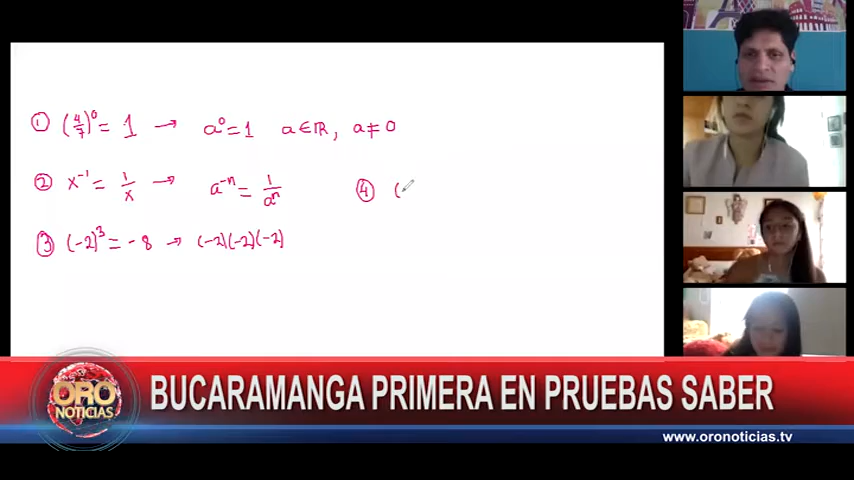 ① (4/7)⁰ = 1 → a⁰ = 1 a ∈ ℝ, a ≠ 0
② x⁻¹ = 1/x → a⁻ⁿ = 1/aⁿ ④ (
③ (-2)³ = -8 → (-2)(-2)(-2)
ORO
NOTICIAS
BUCARAMANGA PRIMERA EN PRUEBAS SABER
www.oronoticias.tv